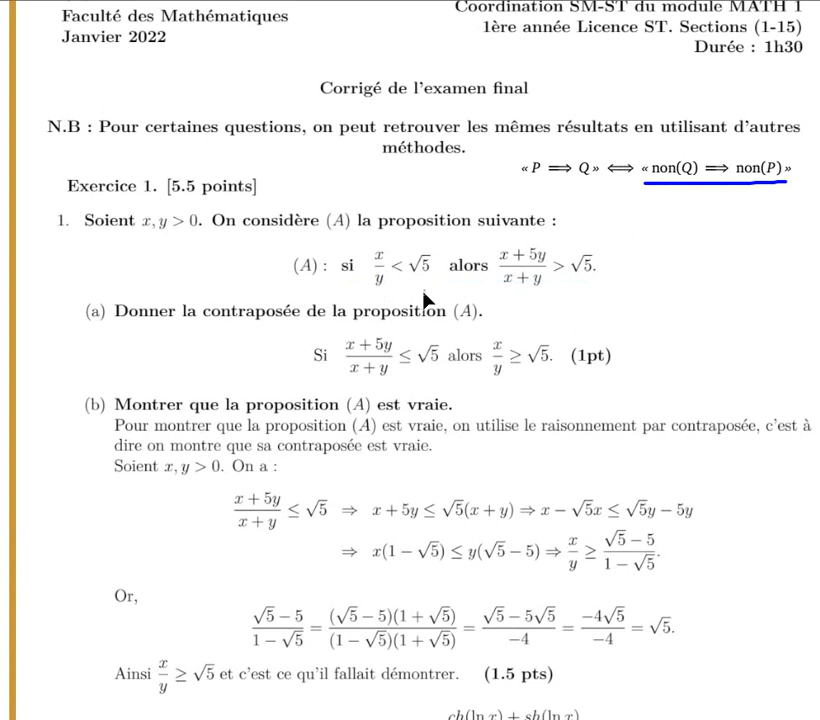 Coordination SM-ST du module MATH 1
Faculté des Mathématiques
1ère année Licence ST. Sections (1-15)
Janvier 2022
Durée : 1h30
Corrigé de l'examen final
N.B : Pour certaines questions, on peut retrouver les mêmes résultats en utilisant d'autres
méthodes.
« P ⟹ Q » ⟺ « non(Q) ⟹ non(P) »
Exercice 1. [5.5 points]
1. Soient x, y > 0. On considère (A) la proposition suivante :
(A) : si x/y < √5 alors (x + 5y)/(x + y) > √5.
(a) Donner la contraposée de la proposition (A).
Si (x + 5y)/(x + y) ≤ √5 alors x/y ≥ √5. (1pt)
(b) Montrer que la proposition (A) est vraie.
Pour montrer que la proposition (A) est vraie, on utilise le raisonnement par contraposée, c'est à
dire on montre que sa contraposée est vraie.
Soient x, y > 0. On a :
(x + 5y)/(x + y) ≤ √5 ⇒ x + 5y ≤ √5(x + y) ⇒ x − √5x ≤ √5y − 5y
⇒ x(1 − √5) ≤ y(√5 − 5) ⇒ x/y ≥ (√5 − 5)/(1 − √5).
Or,
(√5 − 5)/(1 − √5) = ((√5 − 5)(1 + √5))/((1 − √5)(1 + √5)) = (√5 − 5√5)/(−4) = (−4√5)/(−4) = √5.
Ainsi x/y ≥ √5 et c'est ce qu'il fallait démontrer. (1.5 pts)
ch(ln x) + sh(ln x)